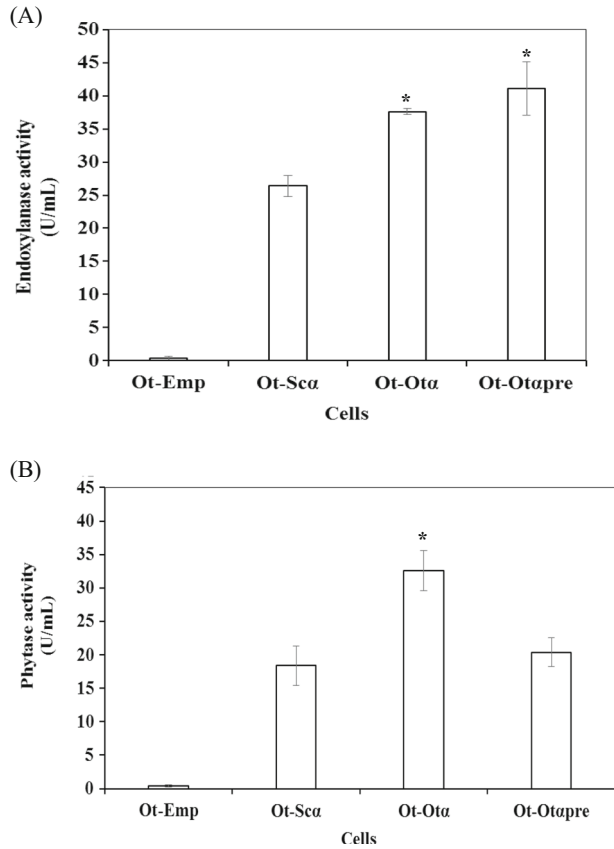 (A)
50
45
40
35
30
25
20
15
10
5
0
Endoxylanase activity
(U/mL)
*
*
Ot-Emp Ot-Scα Ot-Otα Ot-Otαpre
Cells
(B)
45
40
35
30
25
20
15
10
5
0
Phytase activity
(U/mL)
*
Ot-Emp Ot-Scα Ot-Otα Ot-Otαpre
Cells